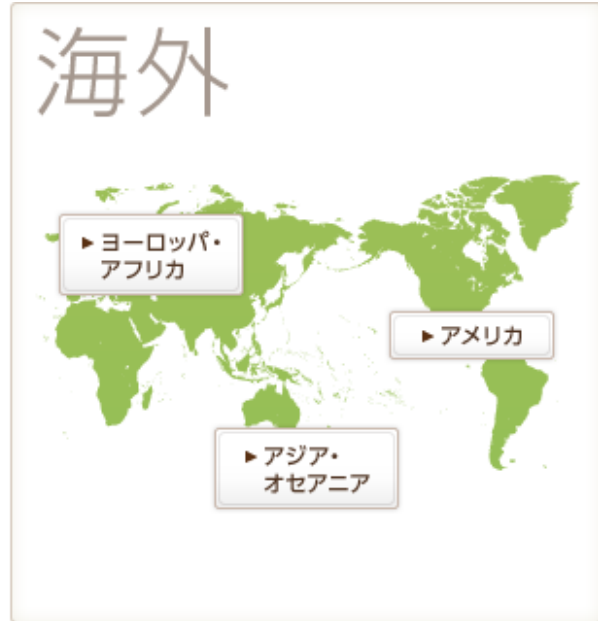 海外
▶ ヨーロッパ・
アフリカ
▶ アメリカ
▶ アジア・
オセアニア